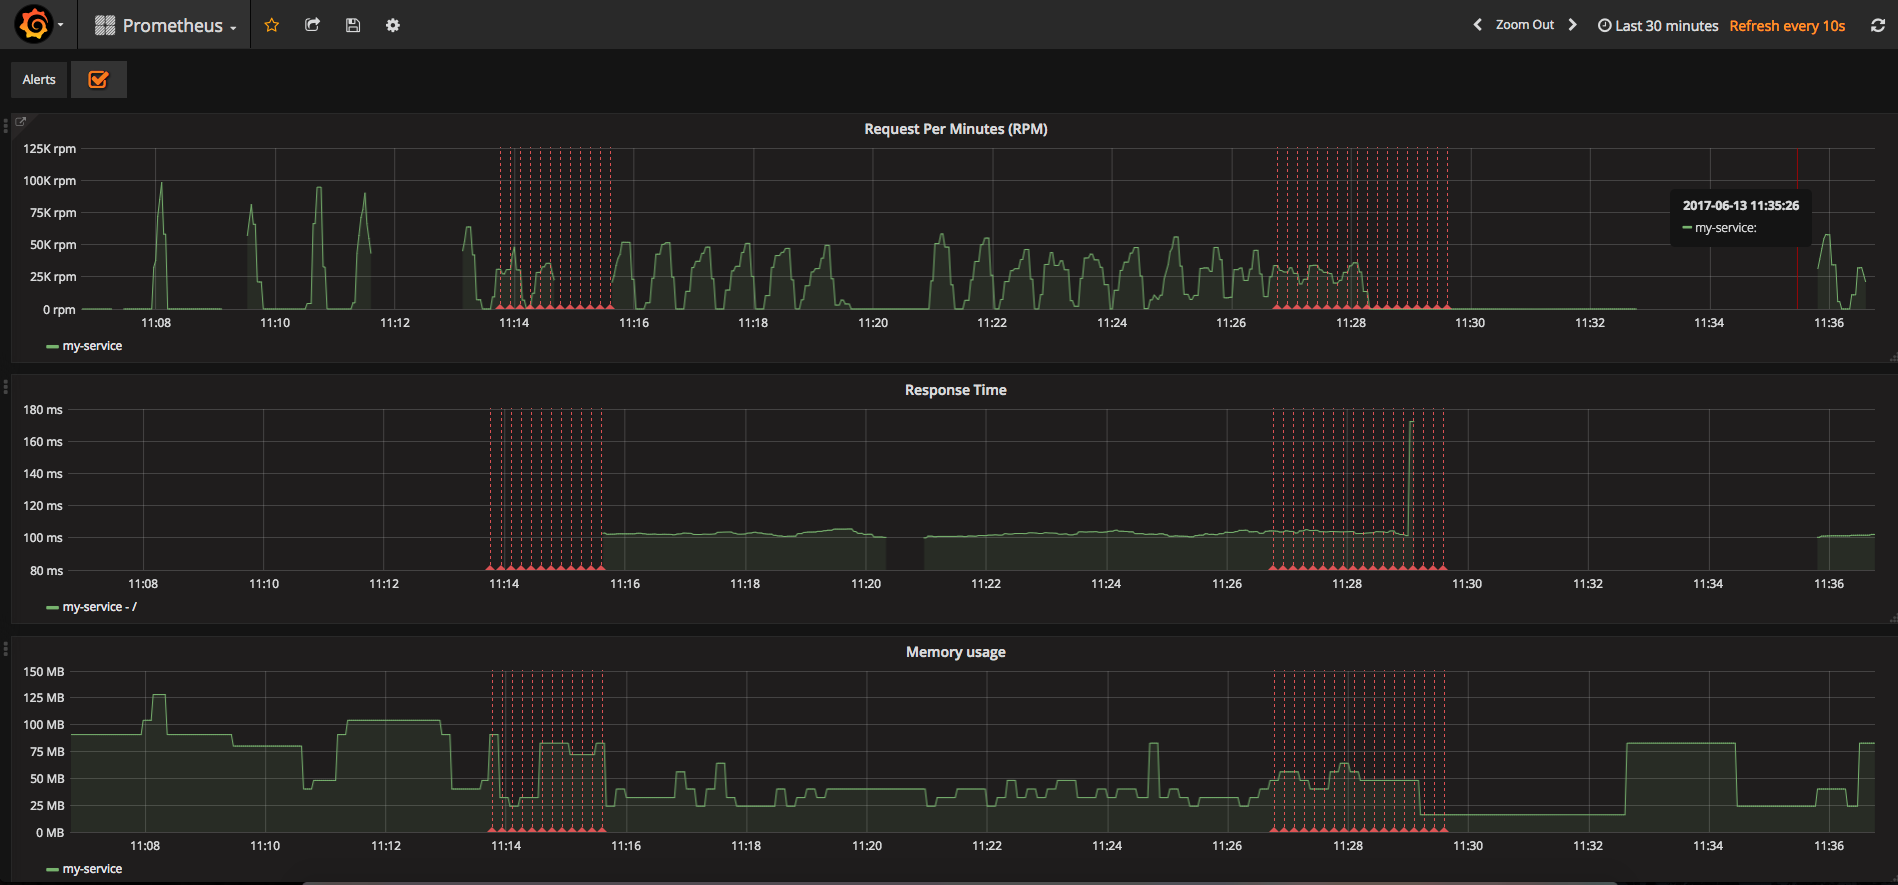 Prometheus
Zoom Out
Last 30 minutes Refresh every 10s
Alerts
Request Per Minutes (RPM)
125K rpm
100K rpm
75K rpm
50K rpm
25K rpm
0 rpm
11:08 11:10 11:12 11:14 11:16 11:18 11:20 11:22 11:24 11:26 11:28 11:30 11:32 11:34 11:36
2017-06-13 11:35:26
my-service:
my-service
Response Time
180 ms
160 ms
140 ms
120 ms
100 ms
80 ms
11:08 11:10 11:12 11:14 11:16 11:18 11:20 11:22 11:24 11:26 11:28 11:30 11:32 11:34 11:36
my-service - /
Memory usage
150 MB
125 MB
100 MB
75 MB
50 MB
25 MB
0 MB
11:08 11:10 11:12 11:14 11:16 11:18 11:20 11:22 11:24 11:26 11:28 11:30 11:32 11:34 11:36
my-service